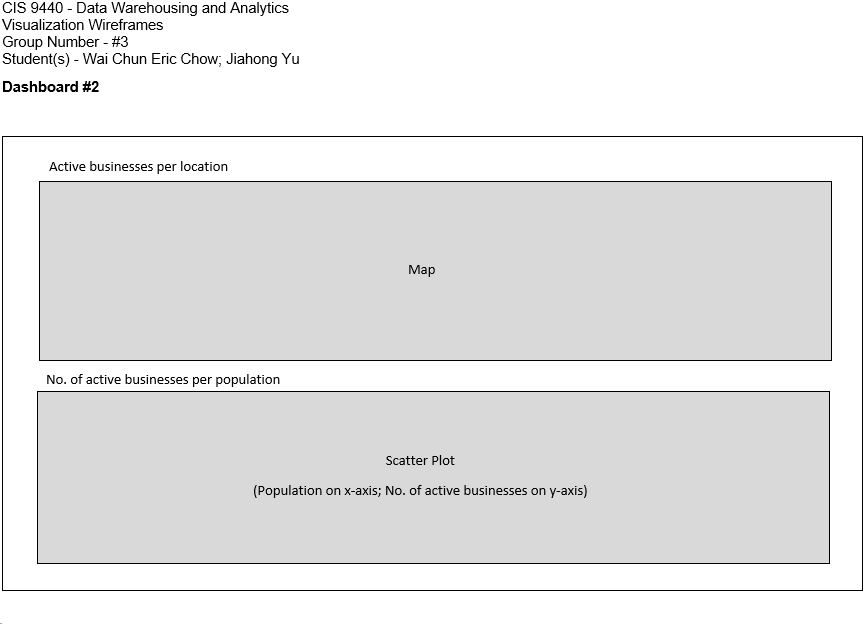 CIS 9440 - Data Warehousing and Analytics
Visualization Wireframes
Group Number - #3
Student(s) - Wai Chun Eric Chow; Jiahong Yu
Dashboard #2
Active businesses per location
Map
No. of active businesses per population
Scatter Plot
(Population on x-axis; No. of active businesses on y-axis)